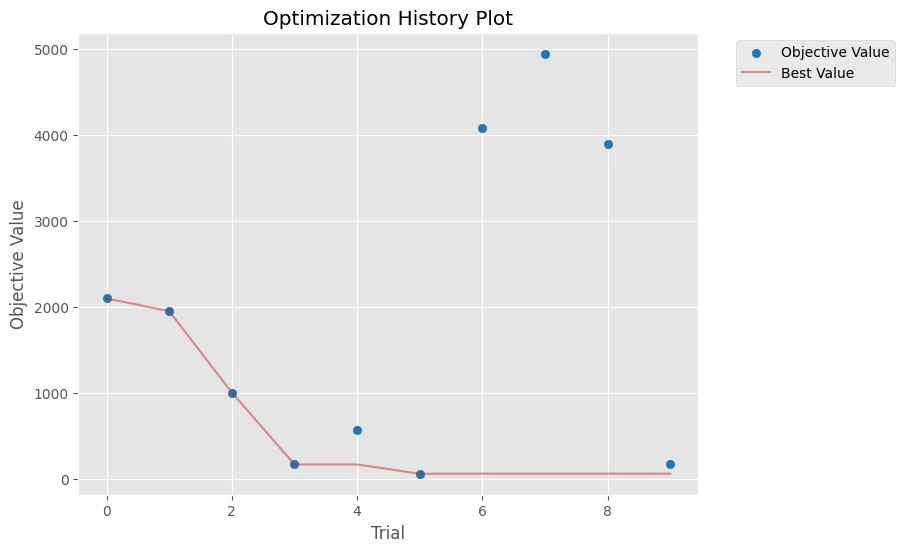 Optimization History Plot
Objective Value
Best Value
5000
4000
3000
2000
1000
0
Objective Value
0 2 4 6 8
Trial